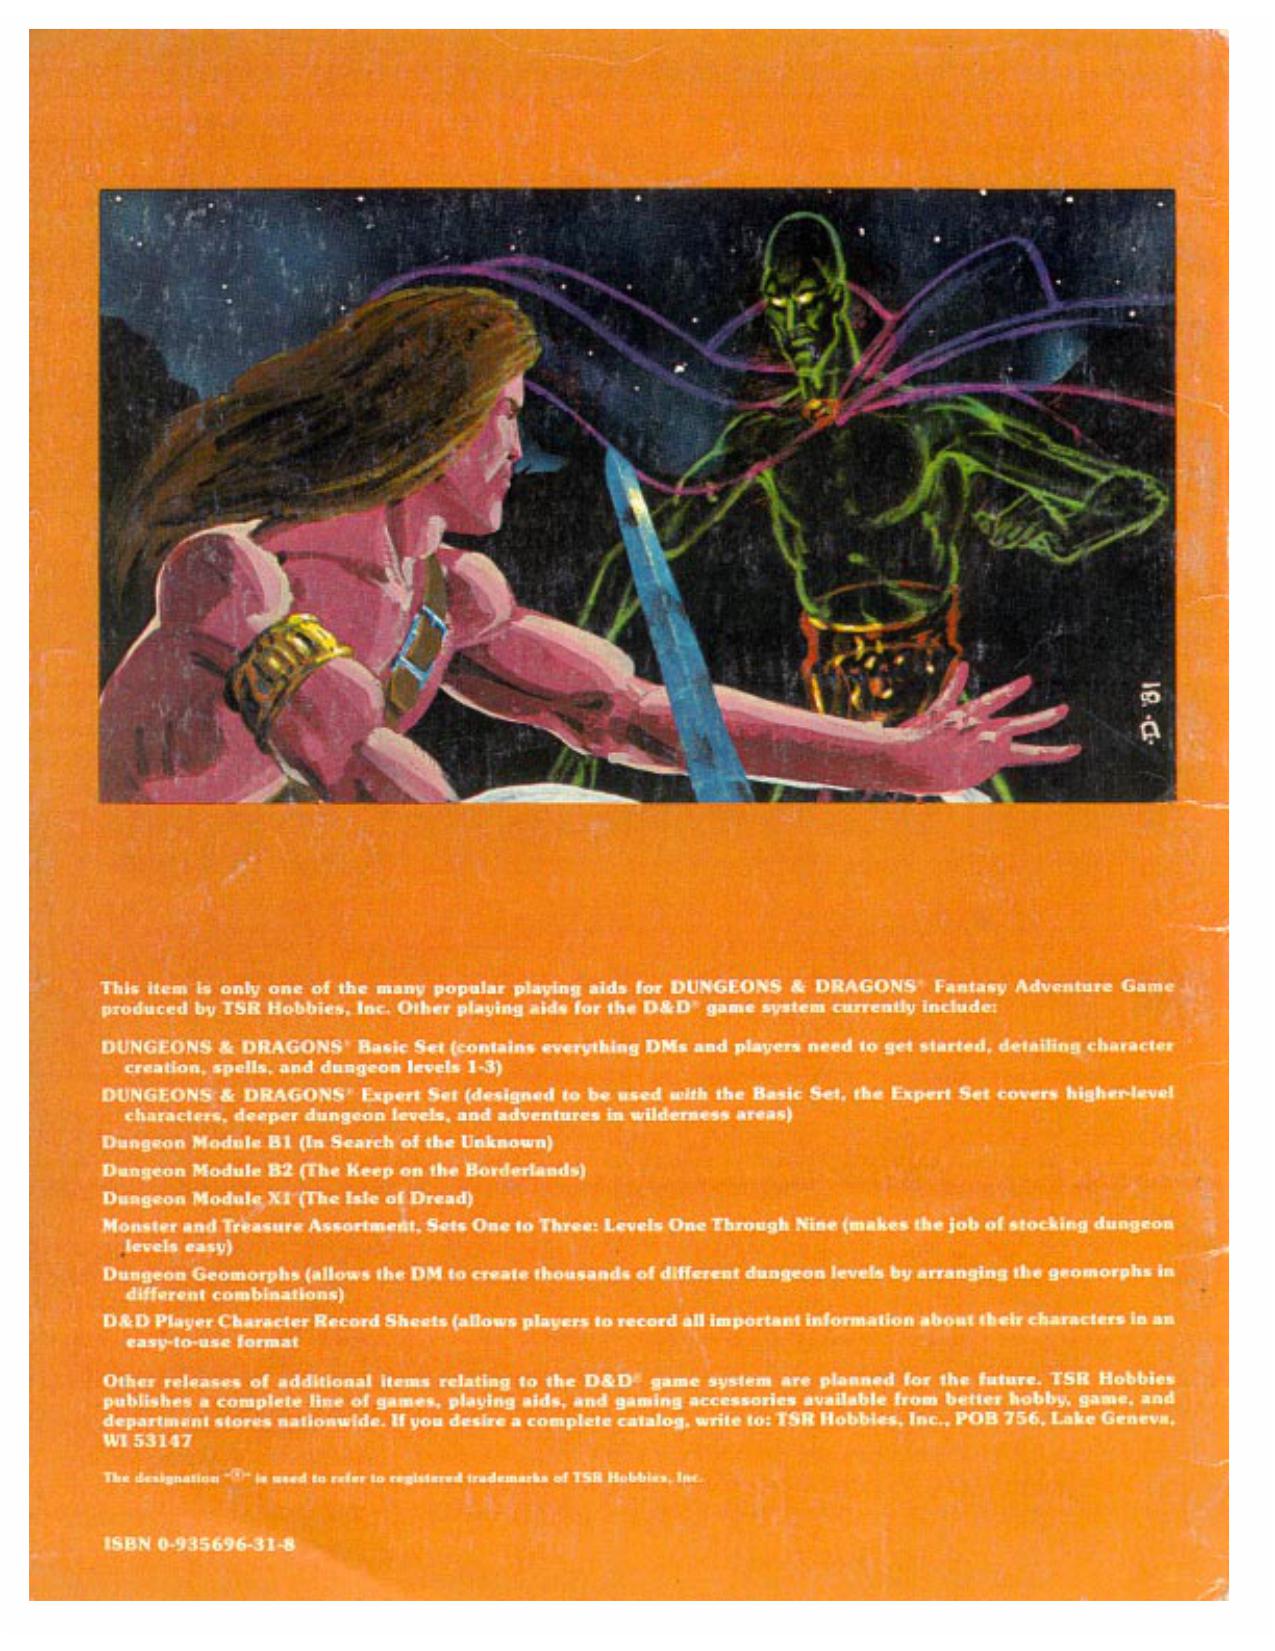 18. D.
This item is only one of the many popular playing aids for DUNGEONS & DRAGONS® Fantasy Adventure Game
produced by TSR Hobbies, Inc. Other playing aids for the D&D® game system currently include:
DUNGEONS & DRAGONS® Basic Set (contains everything DMs and players need to get started, detailing character
creation, spells, and dungeon levels 1-3)
DUNGEONS & DRAGONS® Expert Set (designed to be used with the Basic Set, the Expert Set covers higher-level
characters, deeper dungeon levels, and adventures in wilderness areas)
Dungeon Module B1 (In Search of the Unknown)
Dungeon Module B2 (The Keep on the Borderlands)
Dungeon Module X1 (The Isle of Dread)
Monster and Treasure Assortment, Sets One to Three: Levels One Through Nine (makes the job of stocking dungeon
levels easy)
Dungeon Geomorphs (allows the DM to create thousands of different dungeon levels by arranging the geomorphs in
different combinations)
D&D Player Character Record Sheets (allows players to record all important information about their characters in an
easy-to-use format
Other releases of additional items relating to the D&D® game system are planned for the future. TSR Hobbies
publishes a complete line of games, playing aids, and gaming accessories available from better hobby, game, and
department stores nationwide. If you desire a complete catalog, write to: TSR Hobbies, Inc., POB 756, Lake Geneva,
WI 53147
The designation "®" is used to refer to registered trademarks of TSR Hobbies, Inc.
ISBN 0-935696-31-8